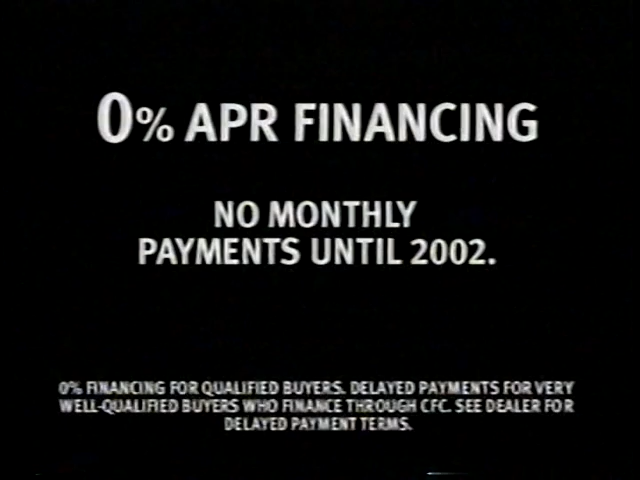 0% APR FINANCING
NO MONTHLY
PAYMENTS UNTIL 2002.
0% FINANCING FOR QUALIFIED BUYERS. DELAYED PAYMENTS FOR VERY
WELL-QUALIFIED BUYERS WHO FINANCE THROUGH CFC. SEE DEALER FOR
DELAYED PAYMENT TERMS.